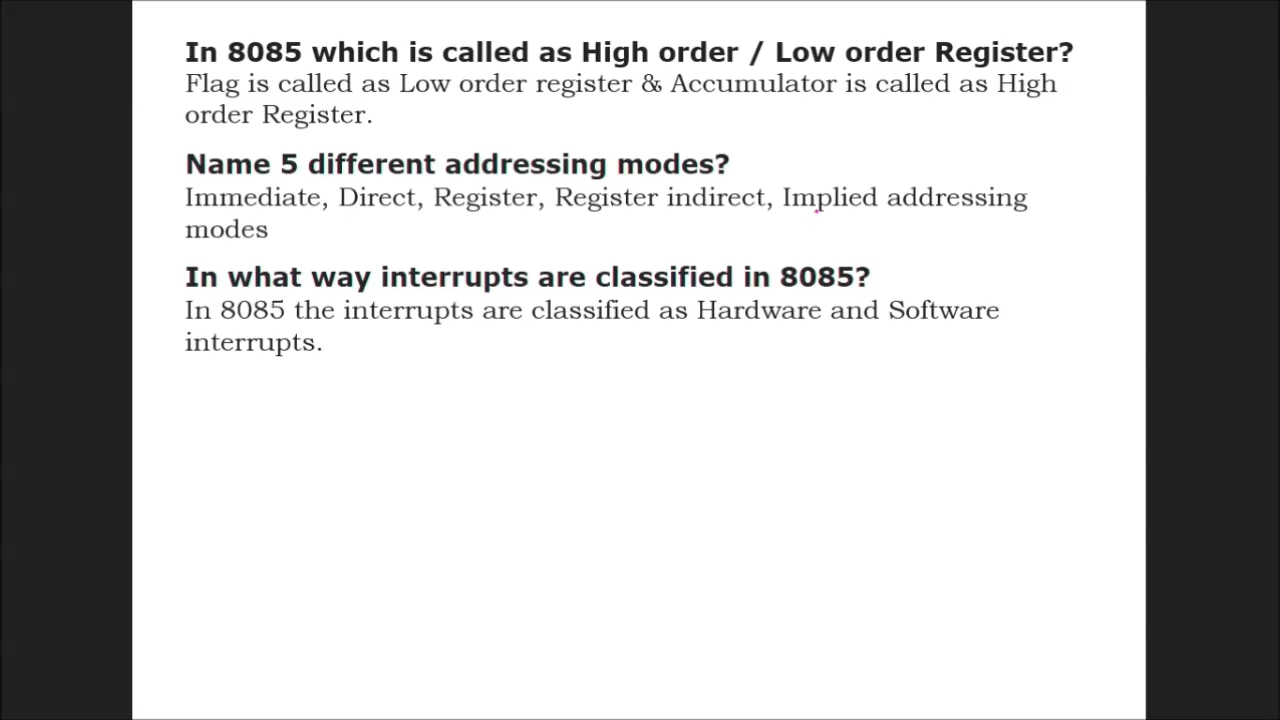 In 8085 which is called as High order / Low order Register?
Flag is called as Low order register & Accumulator is called as High
order Register.
Name 5 different addressing modes?
Immediate, Direct, Register, Register indirect, Implied addressing
modes
In what way interrupts are classified in 8085?
In 8085 the interrupts are classified as Hardware and Software
interrupts.